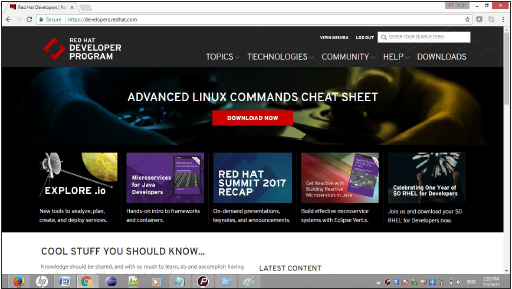 Red Hat Developers | Re
Secure | https://developers.redhat.com
VIPIN MISHRA LOG OUT ENTER YOUR SEARCH TERM
RED HAT
DEVELOPER
PROGRAM
TOPICS TECHNOLOGIES COMMUNITY HELP DOWNLOADS
ADVANCED LINUX COMMANDS CHEAT SHEET
DOWNLOAD NOW
EXPLORE .io
New tools to analyze, plan,
create, and deploy services.
Microservices
for Java
Developers
Hands-on intro to frameworks
and containers.
RED HAT
SUMMIT 2017
RECAP
On-demand presentations,
keynotes, and announcements.
Get Reactive with
Building Reactive
Microservices in Java
Build effective microservice
systems with Eclipse Vert.x.
Celebrating One Year of
$0 RHEL for Developers
Join us and download your $0
RHEL for Developers now.
COOL STUFF YOU SHOULD KNOW...
Knowledge should be shared, and with so much to learn, do and accomplish having
LATEST CONTENT
ENG